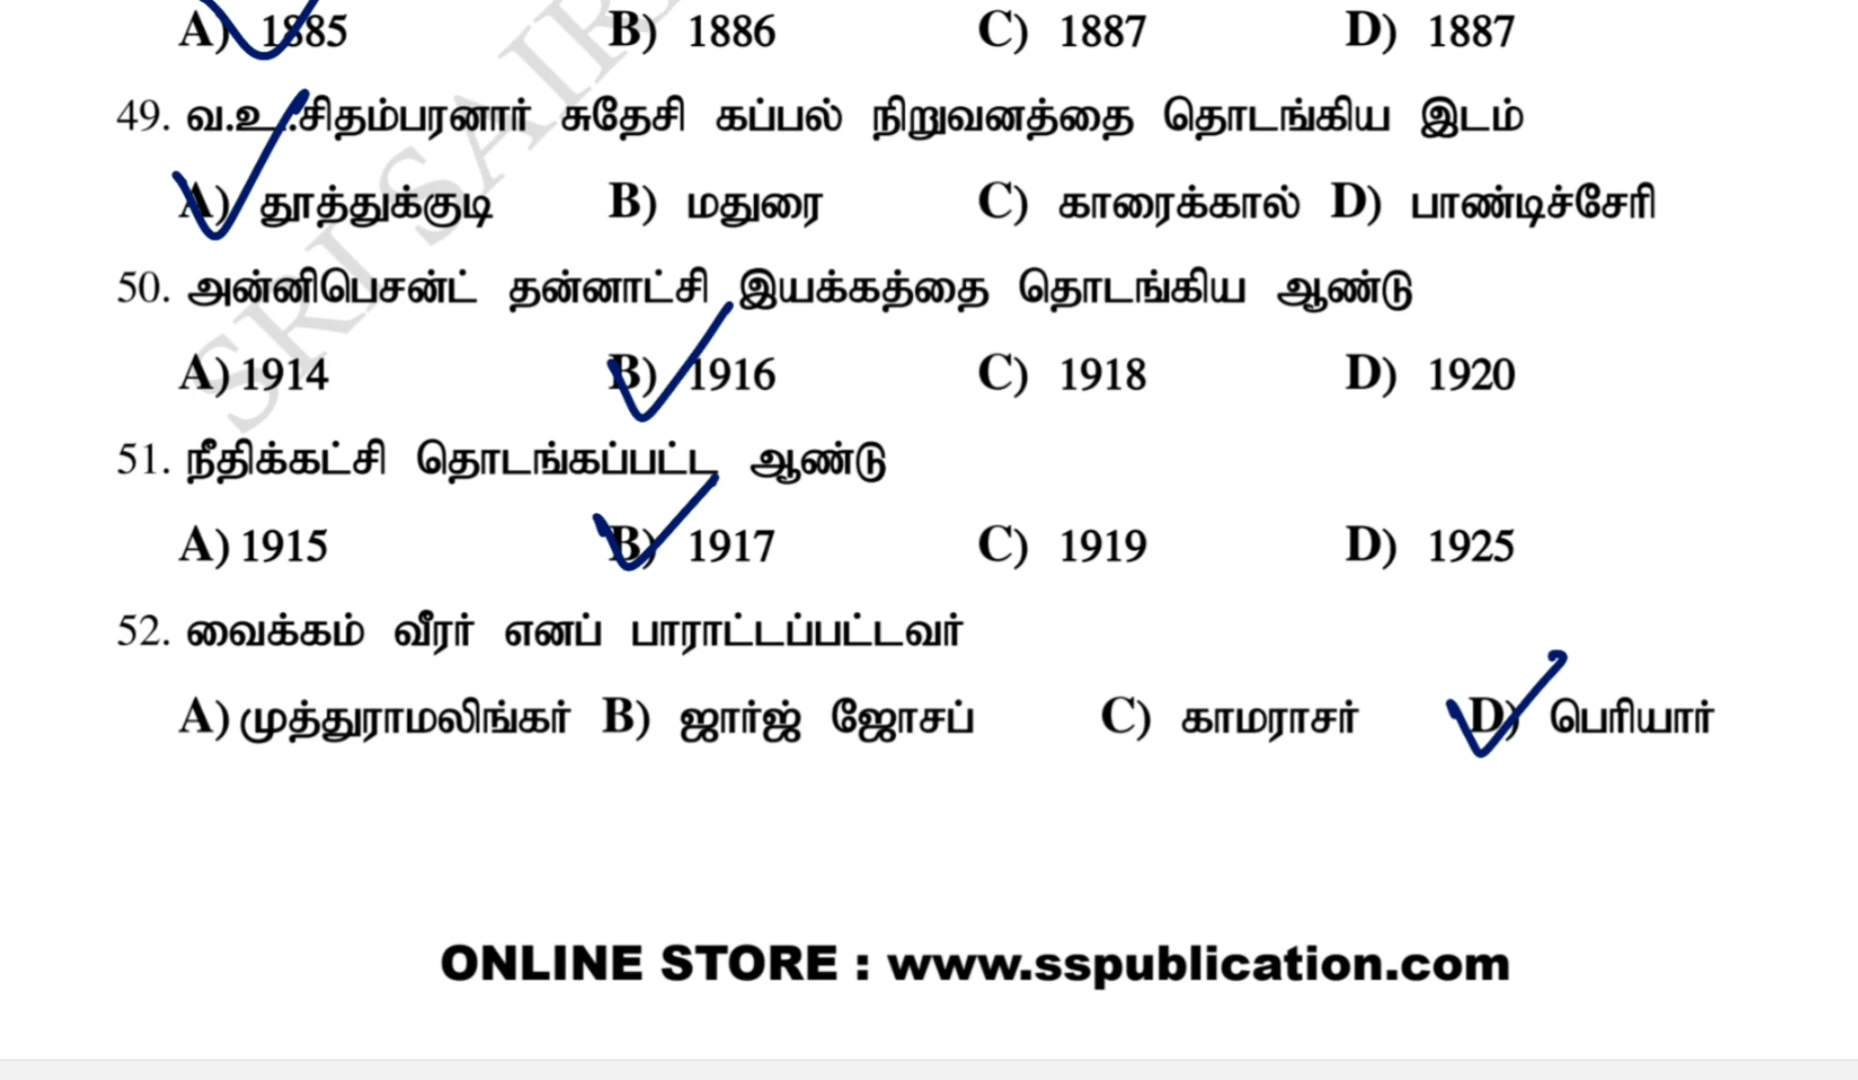 A) 1885 B) 1886 C) 1887 D) 1887
49. வ.உ.சிதம்பரனார் சுதேசி கப்பல் நிறுவனத்தை தொடங்கிய இடம்
A) தூத்துக்குடி B) மதுரை C) காரைக்கால் D) பாண்டிச்சேரி
50. அன்னிபெசன்ட் தன்னாட்சி இயக்கத்தை தொடங்கிய ஆண்டு
A) 1914 B) 1916 C) 1918 D) 1920
51. நீதிக்கட்சி தொடங்கப்பட்ட ஆண்டு
A) 1915 B) 1917 C) 1919 D) 1925
52. வைக்கம் வீரர் எனப் பாராட்டப்பட்டவர்
A) முத்துராமலிங்கர் B) ஜார்ஜ் ஜோசப் C) காமராசர் D) பெரியார்
SRI SAIR
ONLINE STORE : www.sspublication.com